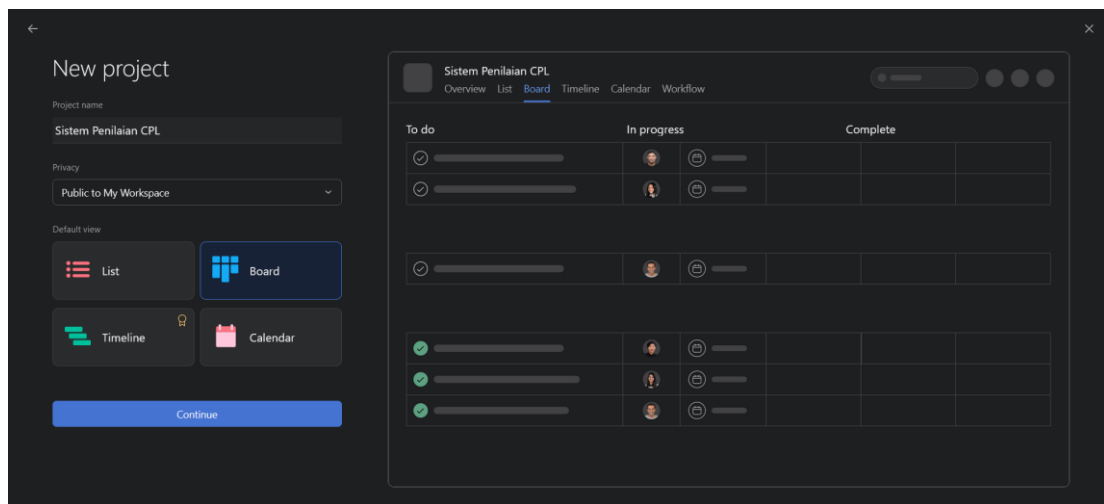 New project
Project name
Sistem Penilaian CPL
Privacy
Public to My Workspace
Default view
List
Board
Timeline
Calendar
Continue
Sistem Penilaian CPL
Overview List Board Timeline Calendar Workflow
To do In progress Complete